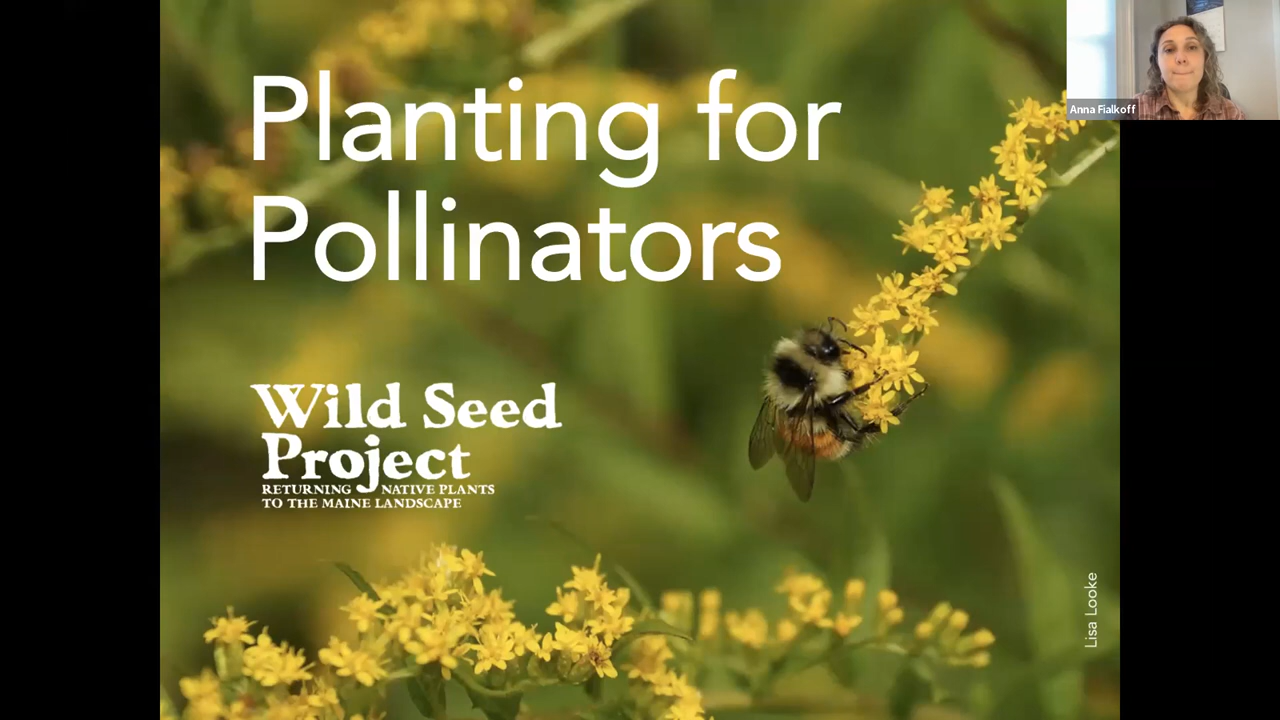 Planting for
Pollinators
Anna Fialkoff
Wild Seed
Project
RETURNING NATIVE PLANTS
TO THE MAINE LANDSCAPE
Lisa Looke